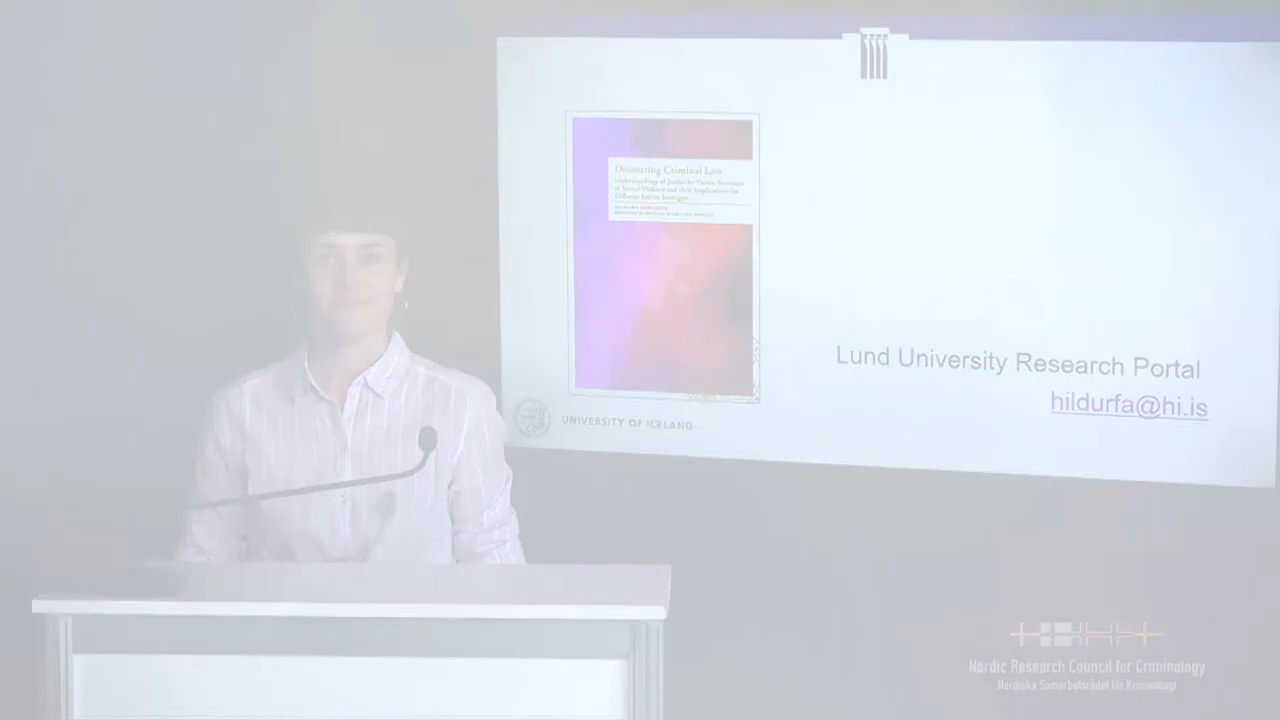 Decentring Criminal Law
Understandings of Justice by Victim-Survivors
of Sexual Violence and their Implications for
Different Justice Strategies
Lund University Research Portal
hildurfa@hi.is
UNIVERSITY OF ICELAND
Nordic Research Council for Criminology
Nordiska Samarbetsrådet för Kriminologi